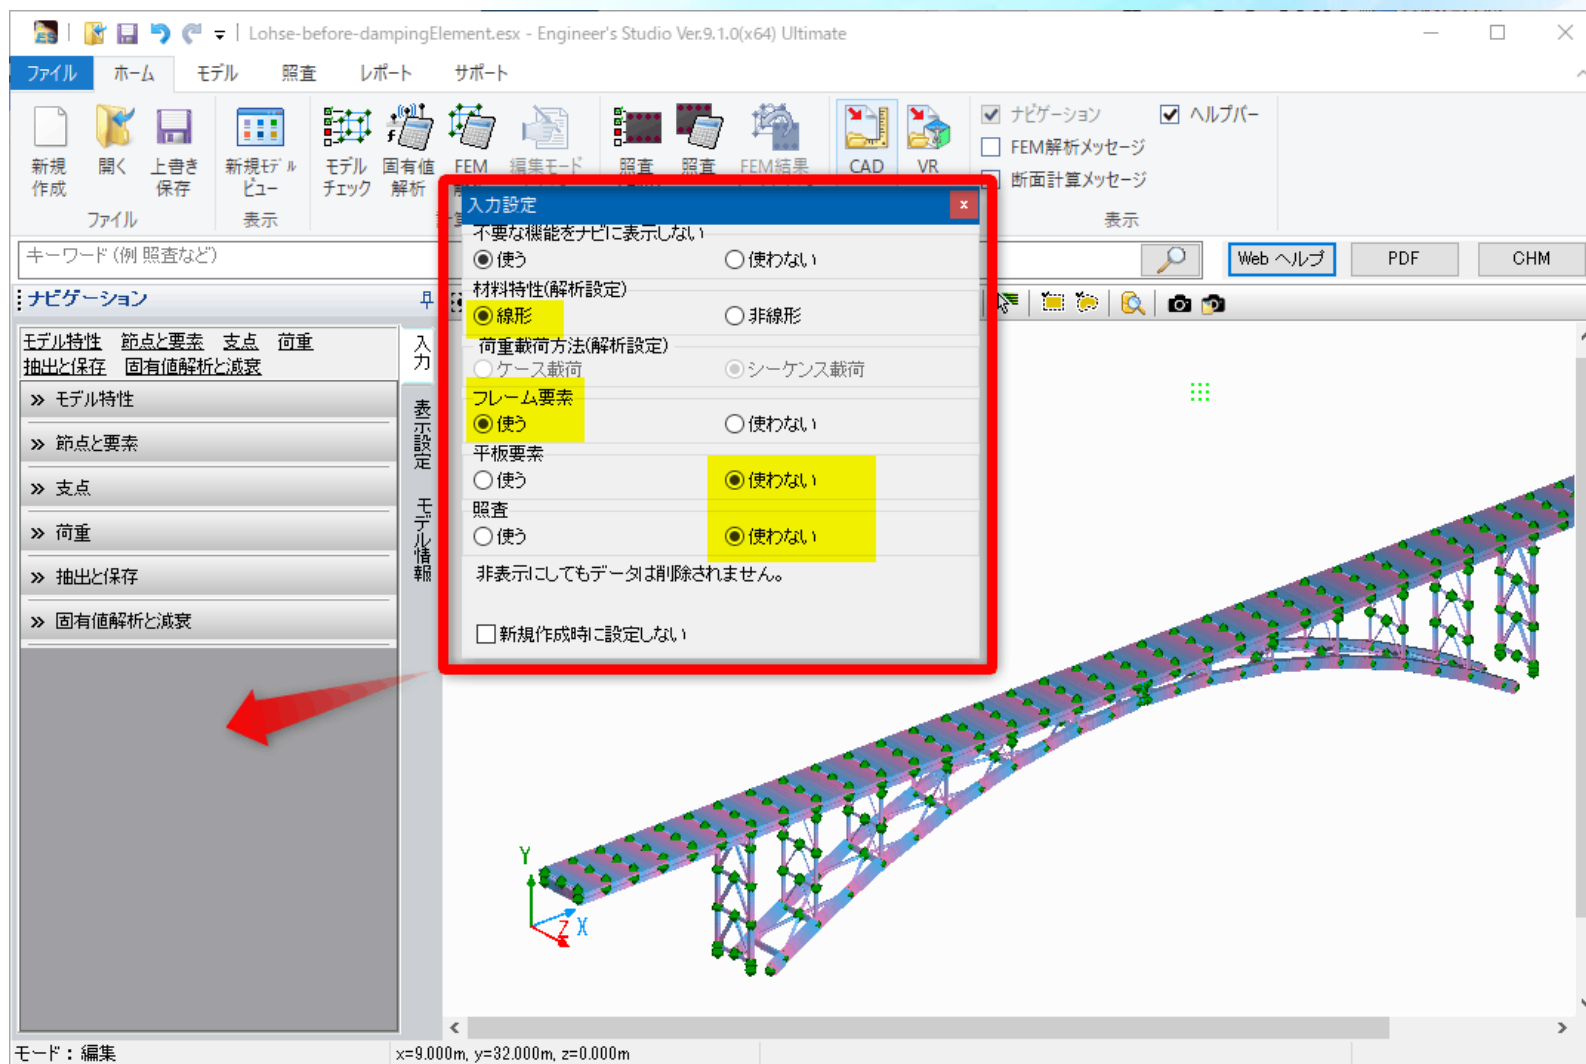 Lohse-before-dampingElement.esx - Engineer's Studio Ver.9.1.0(x64) Ultimate
ファイル ホーム モデル 照査 レポート サポート
新規作成 開く 上書き保存 新規モデルビュー モデルチェック 固有値解析 FEM 編集モード 照査 照査 FEM結果 CAD VR
ナビゲーション ヘルプバー
FEM解析メッセージ
断面計算メッセージ
ファイル 表示 表示
キーワード (例 照査など) Web ヘルプ PDF CHM
ナビゲーション
モデル特性 節点と要素 支点 荷重
抽出と保存 固有値解析と減衰
» モデル特性
» 節点と要素
» 支点
» 荷重
» 抽出と保存
» 固有値解析と減衰
入力
表示設定
モデル情報
入力設定
不要な機能をナビに表示しない
使う 使わない
材料特性(解析設定)
線形 非線形
荷重載荷方法(解析設定)
ケース載荷 シーケンス載荷
フレーム要素
使う 使わない
平板要素
使う 使わない
照査
使う 使わない
非表示にしてもデータは削除されません。
新規作成時に設定しない
Y
X
Z
モード : 編集 x=9.000m, y=32.000m, z=0.000m